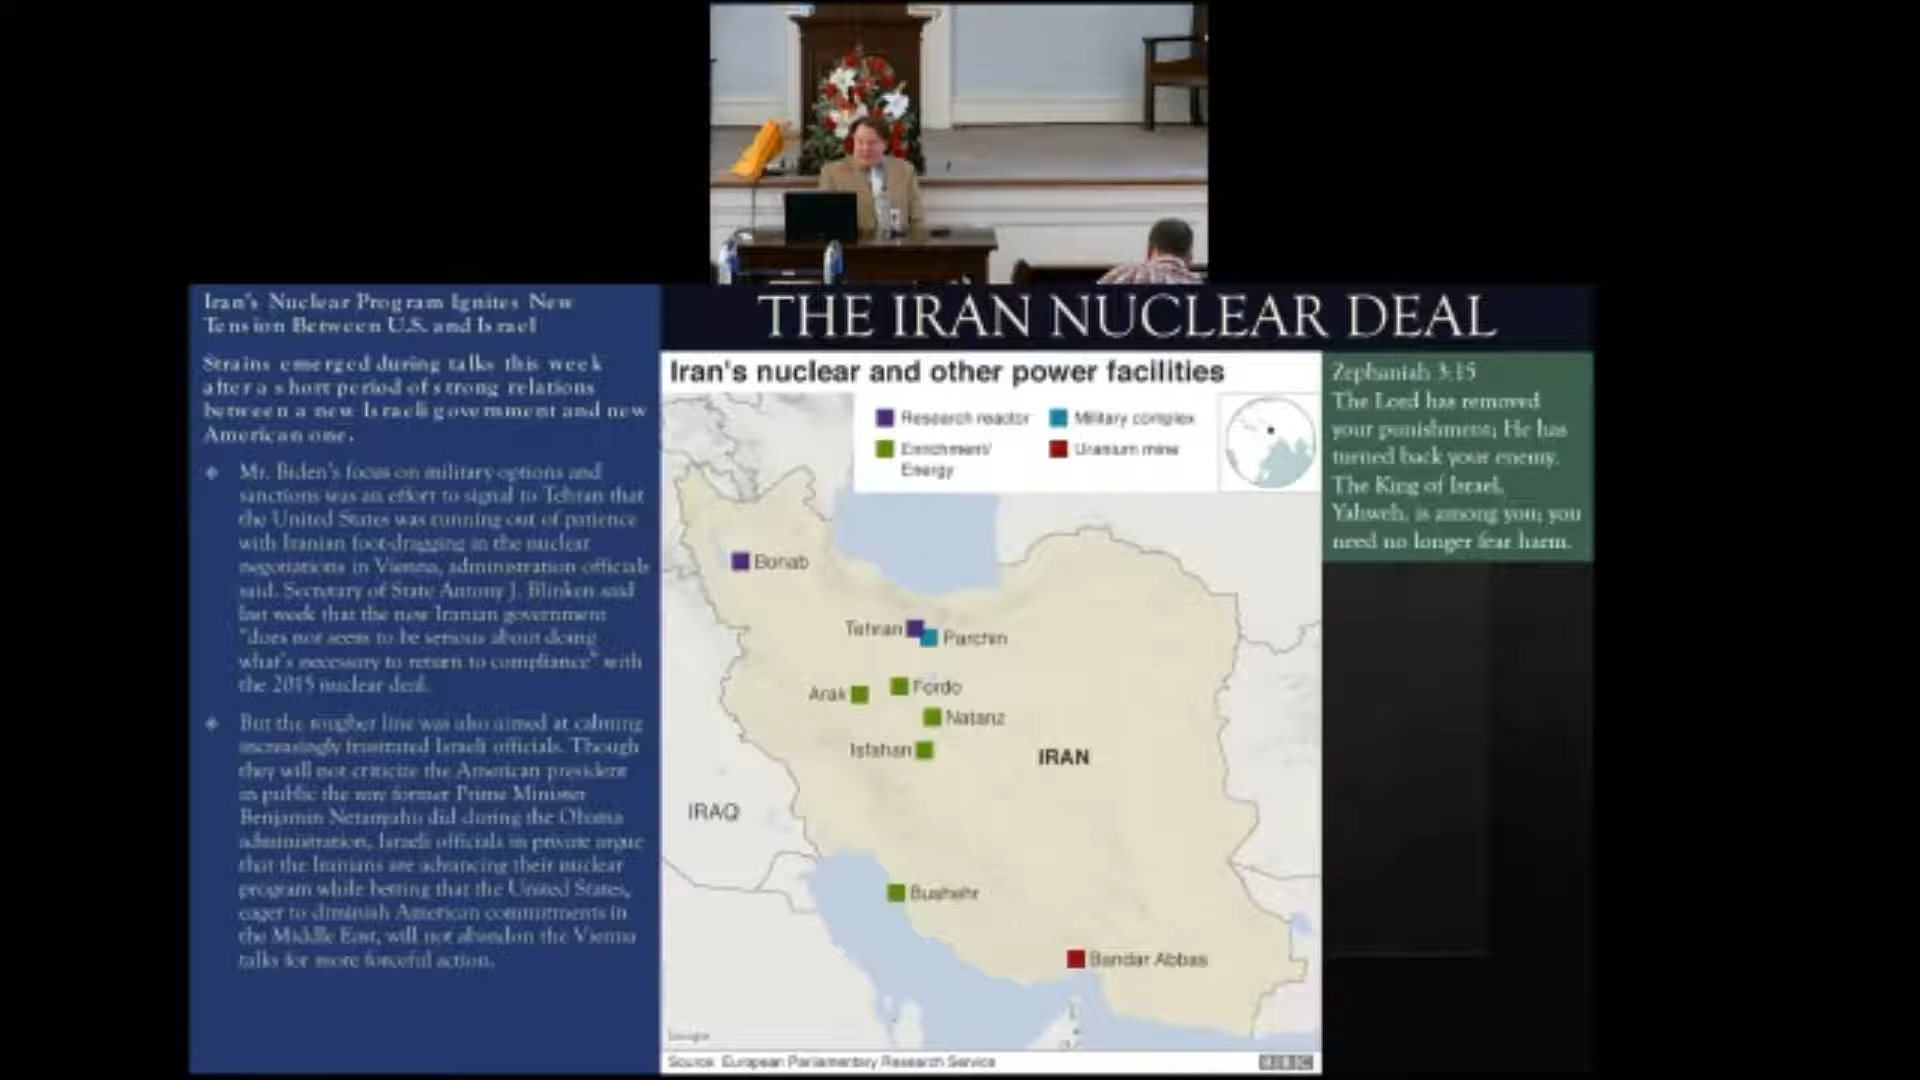 Iran's Nuclear Program Ignites New
Tension Between U.S. and Israel
Strains emerged during talks this week
after a short period of strong relations
between a new Israeli government and new
American one.
Mr. Biden's focus on military options and
sanctions was an effort to signal to Tehran that
the United States was running out of patience
with Iranian foot-dragging in the nuclear
negotiations in Vienna, administration officials
said. Secretary of State Antony J. Blinken said
last week that the new Iranian government
"does not seem to be serious about doing
what's necessary to return to compliance" with
the 2015 nuclear deal.
But the tougher line was also aimed at calming
increasingly frustrated Israeli officials. Though
they will not criticize the American president
in public the way former Prime Minister
Benjamin Netanyahu did during the Obama
administration, Israeli officials in private argue
that the Iranians are advancing their nuclear
program while betting that the United States,
eager to diminish American commitments in
the Middle East, will not abandon the Vienna
talks for more forceful action.
THE IRAN NUCLEAR DEAL
Iran's nuclear and other power facilities
Research reactor
Military complex
Enrichment/
Energy
Uranium mine
Bonab
Tehran
Parchin
Arak
Fordo
Natanz
Isfahan
IRAN
IRAQ
Bushehr
Bandar Abbas
Google
Source: European Parliamentary Research Service
BBC
Zephaniah 3:15
The Lord has removed
your punishment; He has
turned back your enemy.
The King of Israel,
Yahweh, is among you; you
need no longer fear harm.